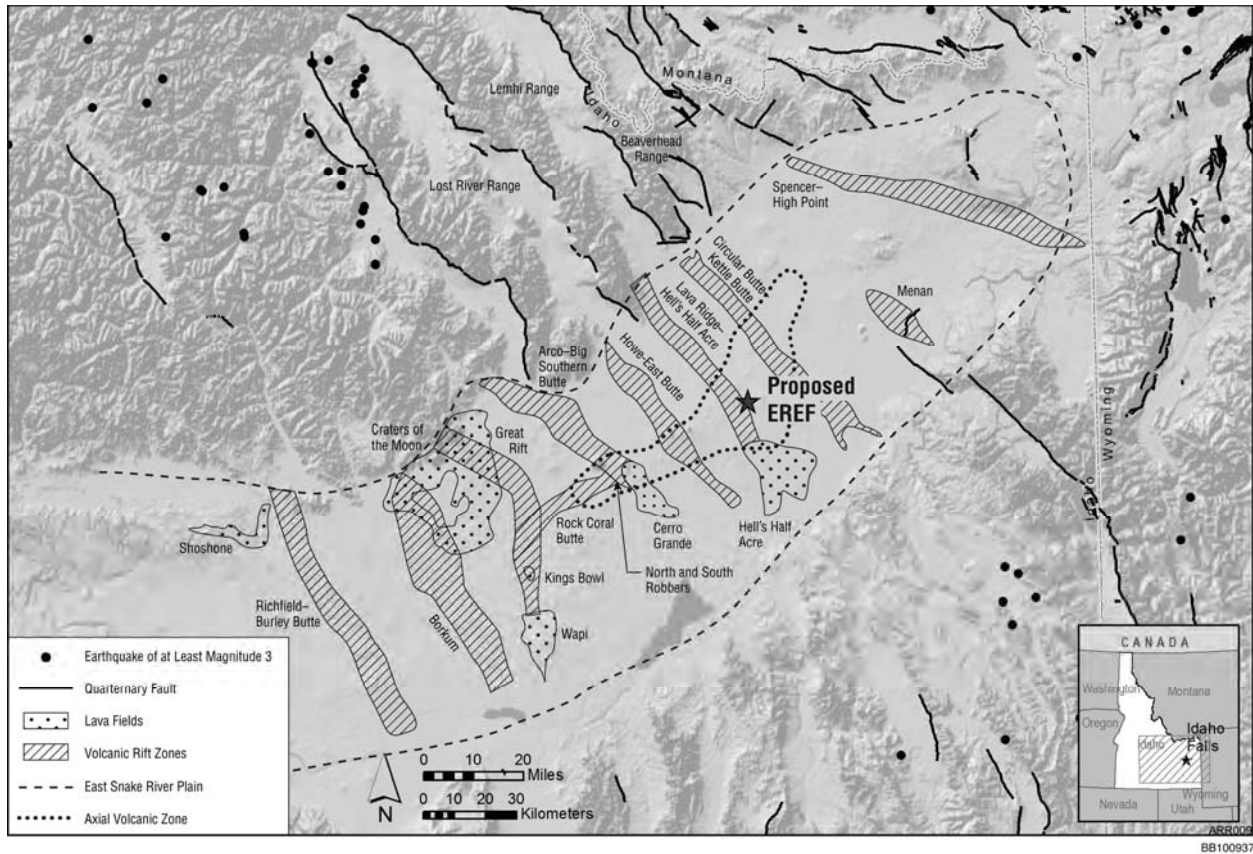 Montana
Idaho
Lemhi Range
Beaverhead
Range
Lost River Range
Spencer–
High Point
Circular Butte–
Kettle Butte
Lava Ridge–
Hell's Half Acre
Menan
Howe-East Butte
Arco–Big
Southern
Butte
Proposed
EREF
Wyoming
Craters of
the Moon
Great
Rift
Shoshone
Rock Coral
Butte
Cerro
Grande
Hell's Half
Acre
Kings Bowl
North and South
Robbers
Richfield–
Burley Butte
Borkum
Wapi
Earthquake of at Least Magnitude 3
Quaternary Fault
Lava Fields
Volcanic Rift Zones
East Snake River Plain
Axial Volcanic Zone
N
0 5 10 20
Miles
0 5 10 20 30
Kilometers
CANADA
Washington
Montana
Oregon
Idaho
Idaho
Falls
Wyoming
Nevada
Utah
ARR009
BB100937